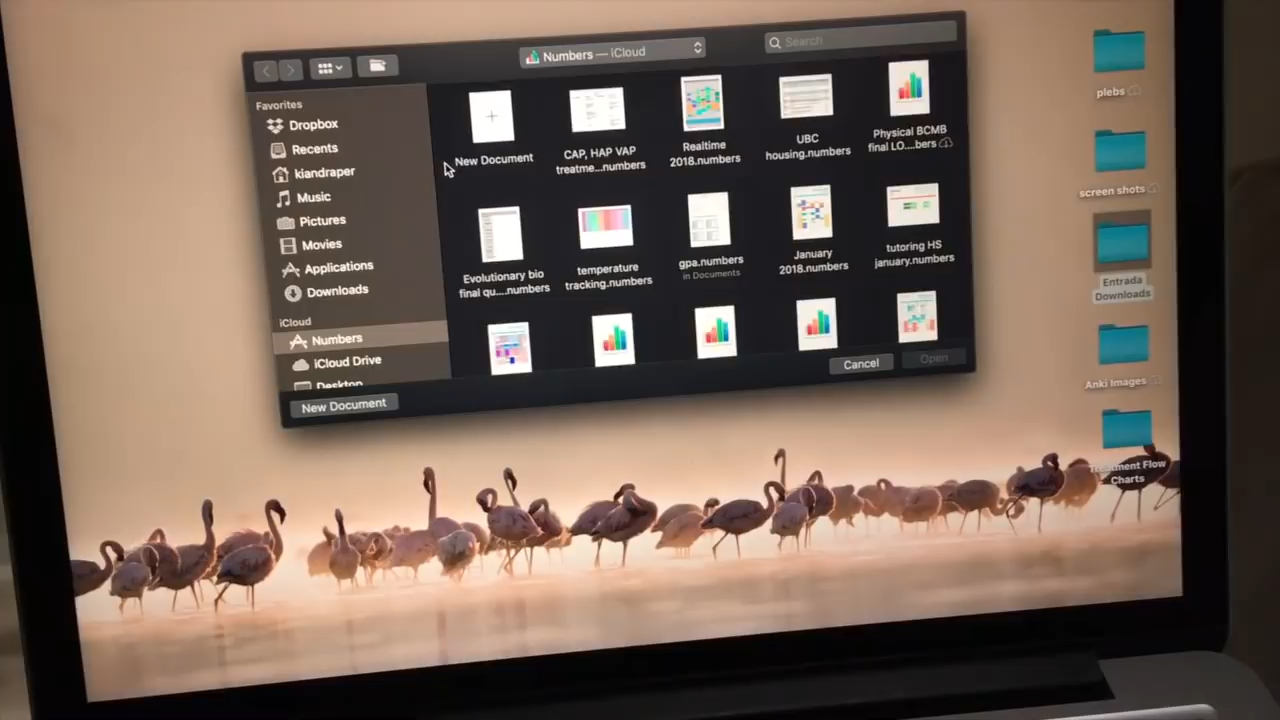 Numbers — iCloud
Search
Favorites
Dropbox
Recents
kiandraper
Music
Pictures
Movies
Applications
Downloads
iCloud
Numbers
iCloud Drive
Desktop
New Document
New Document
CAP, HAP VAP
treatme...numbers
Realtime
2018.numbers
UBC
housing.numbers
Physical BCMB
final LO....bers
Evolutionary bio
final qu....numbers
temperature
tracking.numbers
gpa.numbers
in Documents
January
2018.numbers
tutoring HS
january.numbers
Cancel
Open
plebs
screen shots
Entrada
Downloads
Anki Images
Treatment Flow
Charts